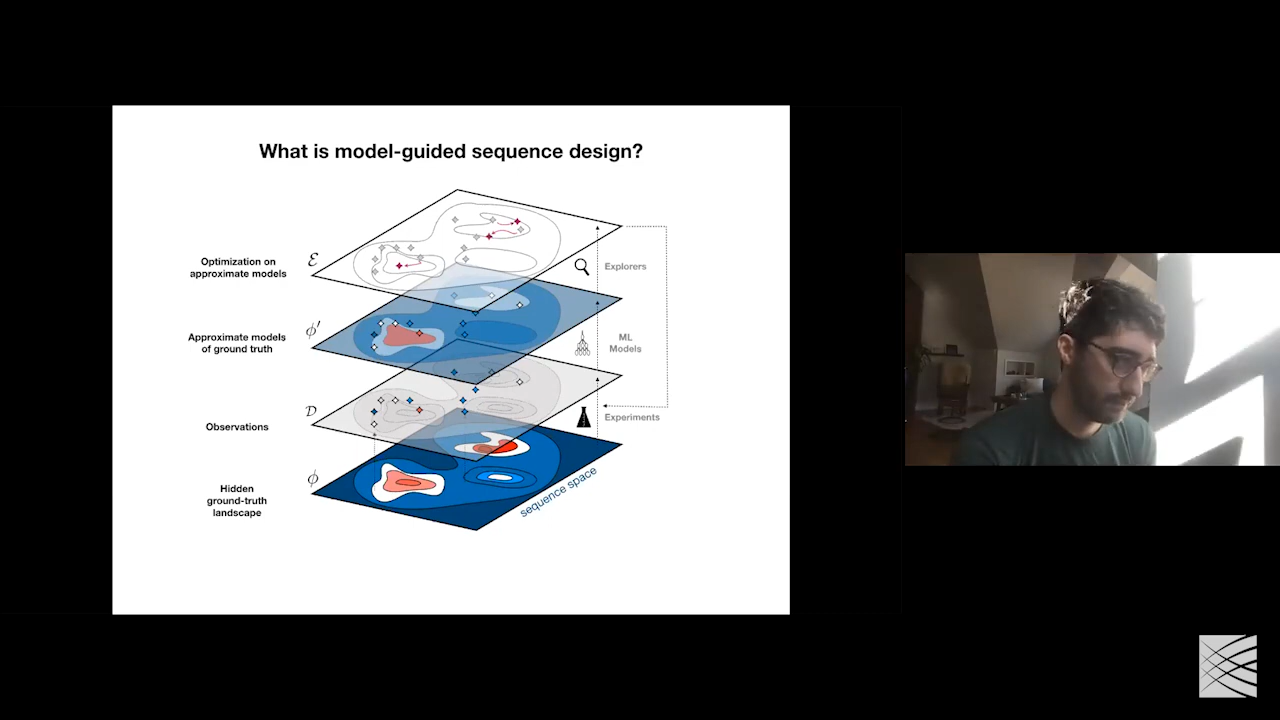 What is model-guided sequence design?
Optimization on
approximate models
ℰ
Explorers
Approximate models
of ground truth
ϕ′
ML
Models
Observations
𝒟
Experiments
Hidden
ground-truth
landscape
ϕ
sequence space